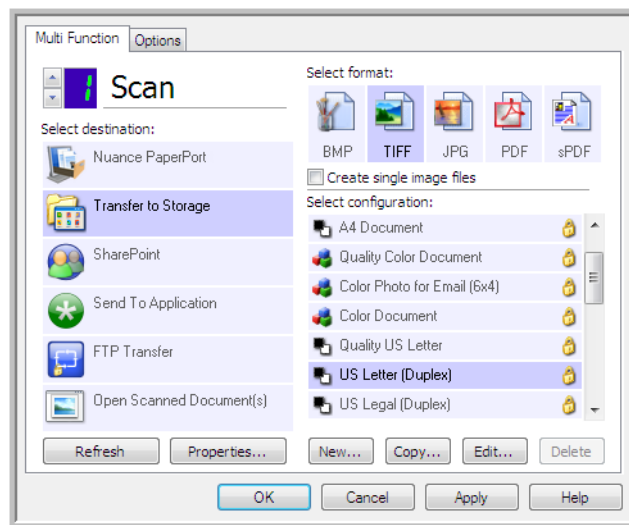 Multi Function
Options
1
Scan
Select destination:
Nuance PaperPort
Transfer to Storage
SharePoint
Send To Application
FTP Transfer
Open Scanned Document(s)
Refresh
Properties...
Select format:
BMP
TIFF
JPG
PDF
sPDF
Create single image files
Select configuration:
A4 Document
Quality Color Document
Color Photo for Email (6x4)
Color Document
Quality US Letter
US Letter (Duplex)
US Legal (Duplex)
New...
Copy...
Edit...
Delete
OK
Cancel
Apply
Help